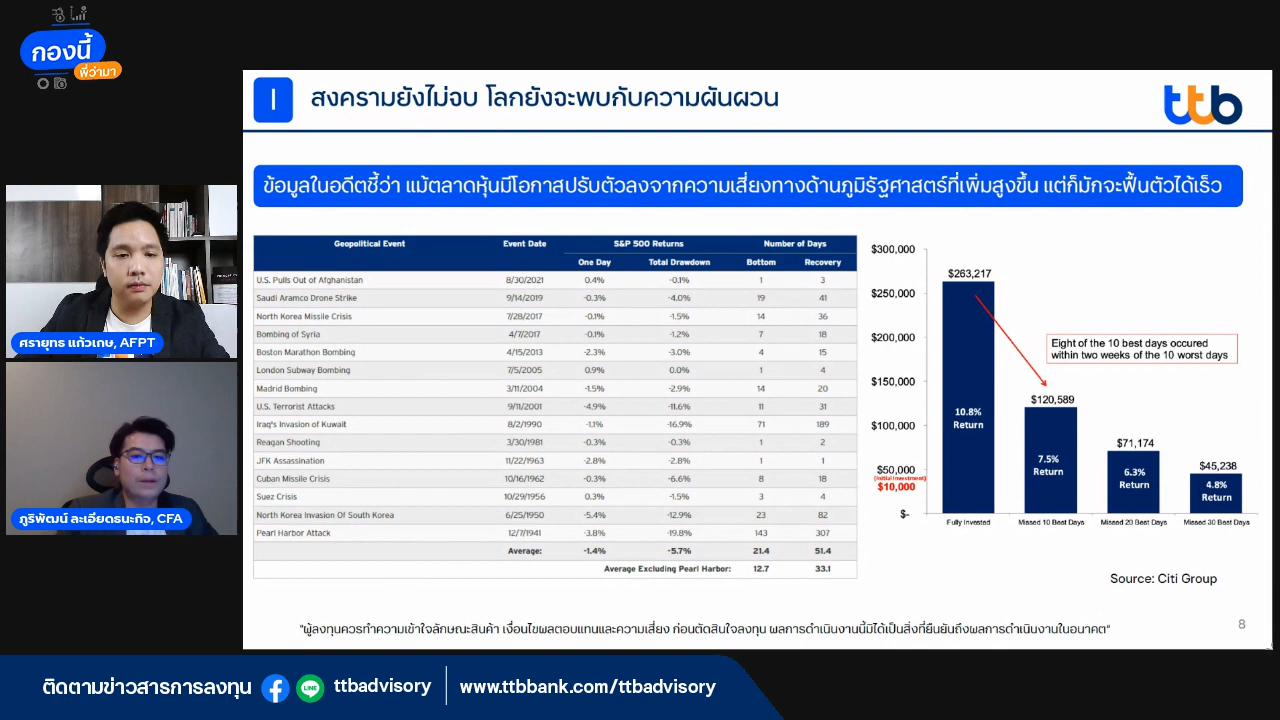 กองนี้
พี่ว่ามา
I
สงครามยังไม่จบ โลกยังจะพบกับความผันผวน
ttb
ข้อมูลในอดีตชี้ว่า แม้ตลาดหุ้นมีโอกาสปรับตัวลงจากความเสี่ยงทางด้านภูมิรัฐศาสตร์ที่เพิ่มสูงขึ้น แต่ก็มักจะฟื้นตัวได้เร็ว
Geopolitical Event Event Date S&P 500 Returns Number of Days
One Day Total Drawdown Bottom Recovery
U.S. Pulls Out of Afghanistan 8/30/2021 0.4% -0.1% 1 3
Saudi Aramco Drone Strike 9/14/2019 -0.3% -4.0% 19 41
North Korea Missile Crisis 7/28/2017 -0.1% -1.5% 14 36
Bombing of Syria 4/7/2017 -0.1% -1.2% 7 18
Boston Marathon Bombing 4/15/2013 -2.3% -3.0% 4 15
London Subway Bombing 7/5/2005 0.9% 0.0% 1 4
Madrid Bombing 3/11/2004 -1.5% -2.9% 14 20
U.S. Terrorist Attacks 9/11/2001 -4.9% -11.6% 11 31
Iraq's Invasion of Kuwait 8/2/1990 -1.1% -16.9% 71 189
Reagan Shooting 3/30/1981 -0.3% -0.3% 1 2
JFK Assassination 11/22/1963 -2.8% -2.8% 1 1
Cuban Missile Crisis 10/16/1962 -0.3% -6.6% 8 18
Suez Crisis 10/29/1956 0.3% -1.5% 3 4
North Korea Invasion Of South Korea 6/25/1950 -5.4% -12.9% 23 82
Pearl Harbor Attack 12/7/1941 -3.8% -19.8% 143 307
Average: -1.4% -5.7% 21.4 51.4
Average Excluding Pearl Harbor: 12.7 33.1
$300,000
$250,000
$200,000
$150,000
$100,000
$50,000
(Initial Investment)
$10,000
$-
$263,217
10.8%
Return
Fully Invested
Eight of the 10 best days occured
within two weeks of the 10 worst days
$120,589
7.5%
Return
Missed 10 Best Days
$71,174
6.3%
Return
Missed 20 Best Days
$45,238
4.8%
Return
Missed 30 Best Days
Source: Citi Group
"ผู้ลงทุนควรทำความเข้าใจลักษณะสินค้า เงื่อนไขผลตอบแทนและความเสี่ยง ก่อนตัดสินใจลงทุน ผลการดำเนินงานนี้มิได้เป็นสิ่งที่ยืนยันถึงผลการดำเนินงานในอนาคต"
8
ศรายุทธ แก้วเกษ, AFPT
ภูริพัฒน์ ละเอียดธนะกิจ, CFA
ติดตามข่าวสารการลงทุน ttbadvisory www.ttbbank.com/ttbadvisory
LINE